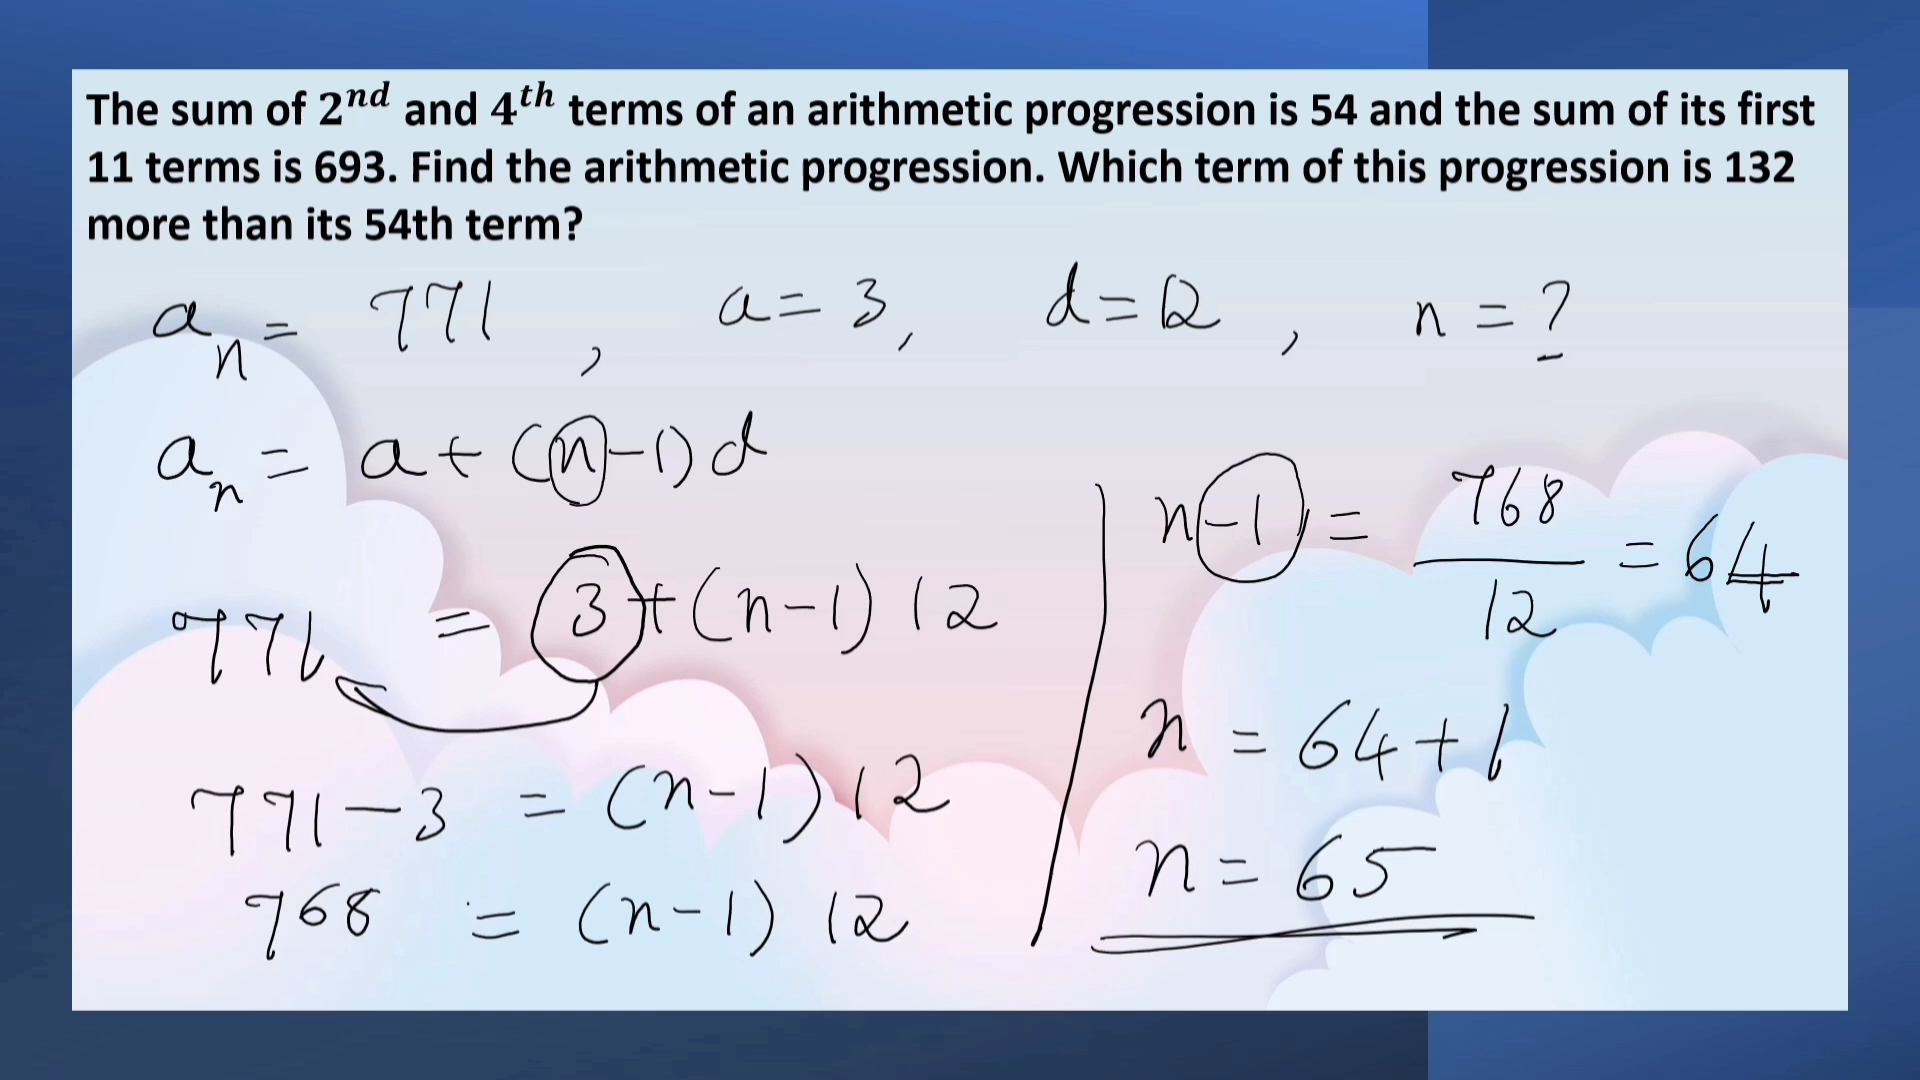 The sum of 2ⁿᵈ and 4ᵗʰ terms of an arithmetic progression is 54 and the sum of its first
11 terms is 693. Find the arithmetic progression. Which term of this progression is 132
more than its 54th term?
aₙ = 771 , a = 3 , d = 12 , n = ?
aₙ = a + (n-1) d
771 = 3 + (n-1) 12
771 - 3 = (n-1) 12
768 = (n-1) 12
n-1 = 768/12 = 64
n = 64 + 1
n = 65